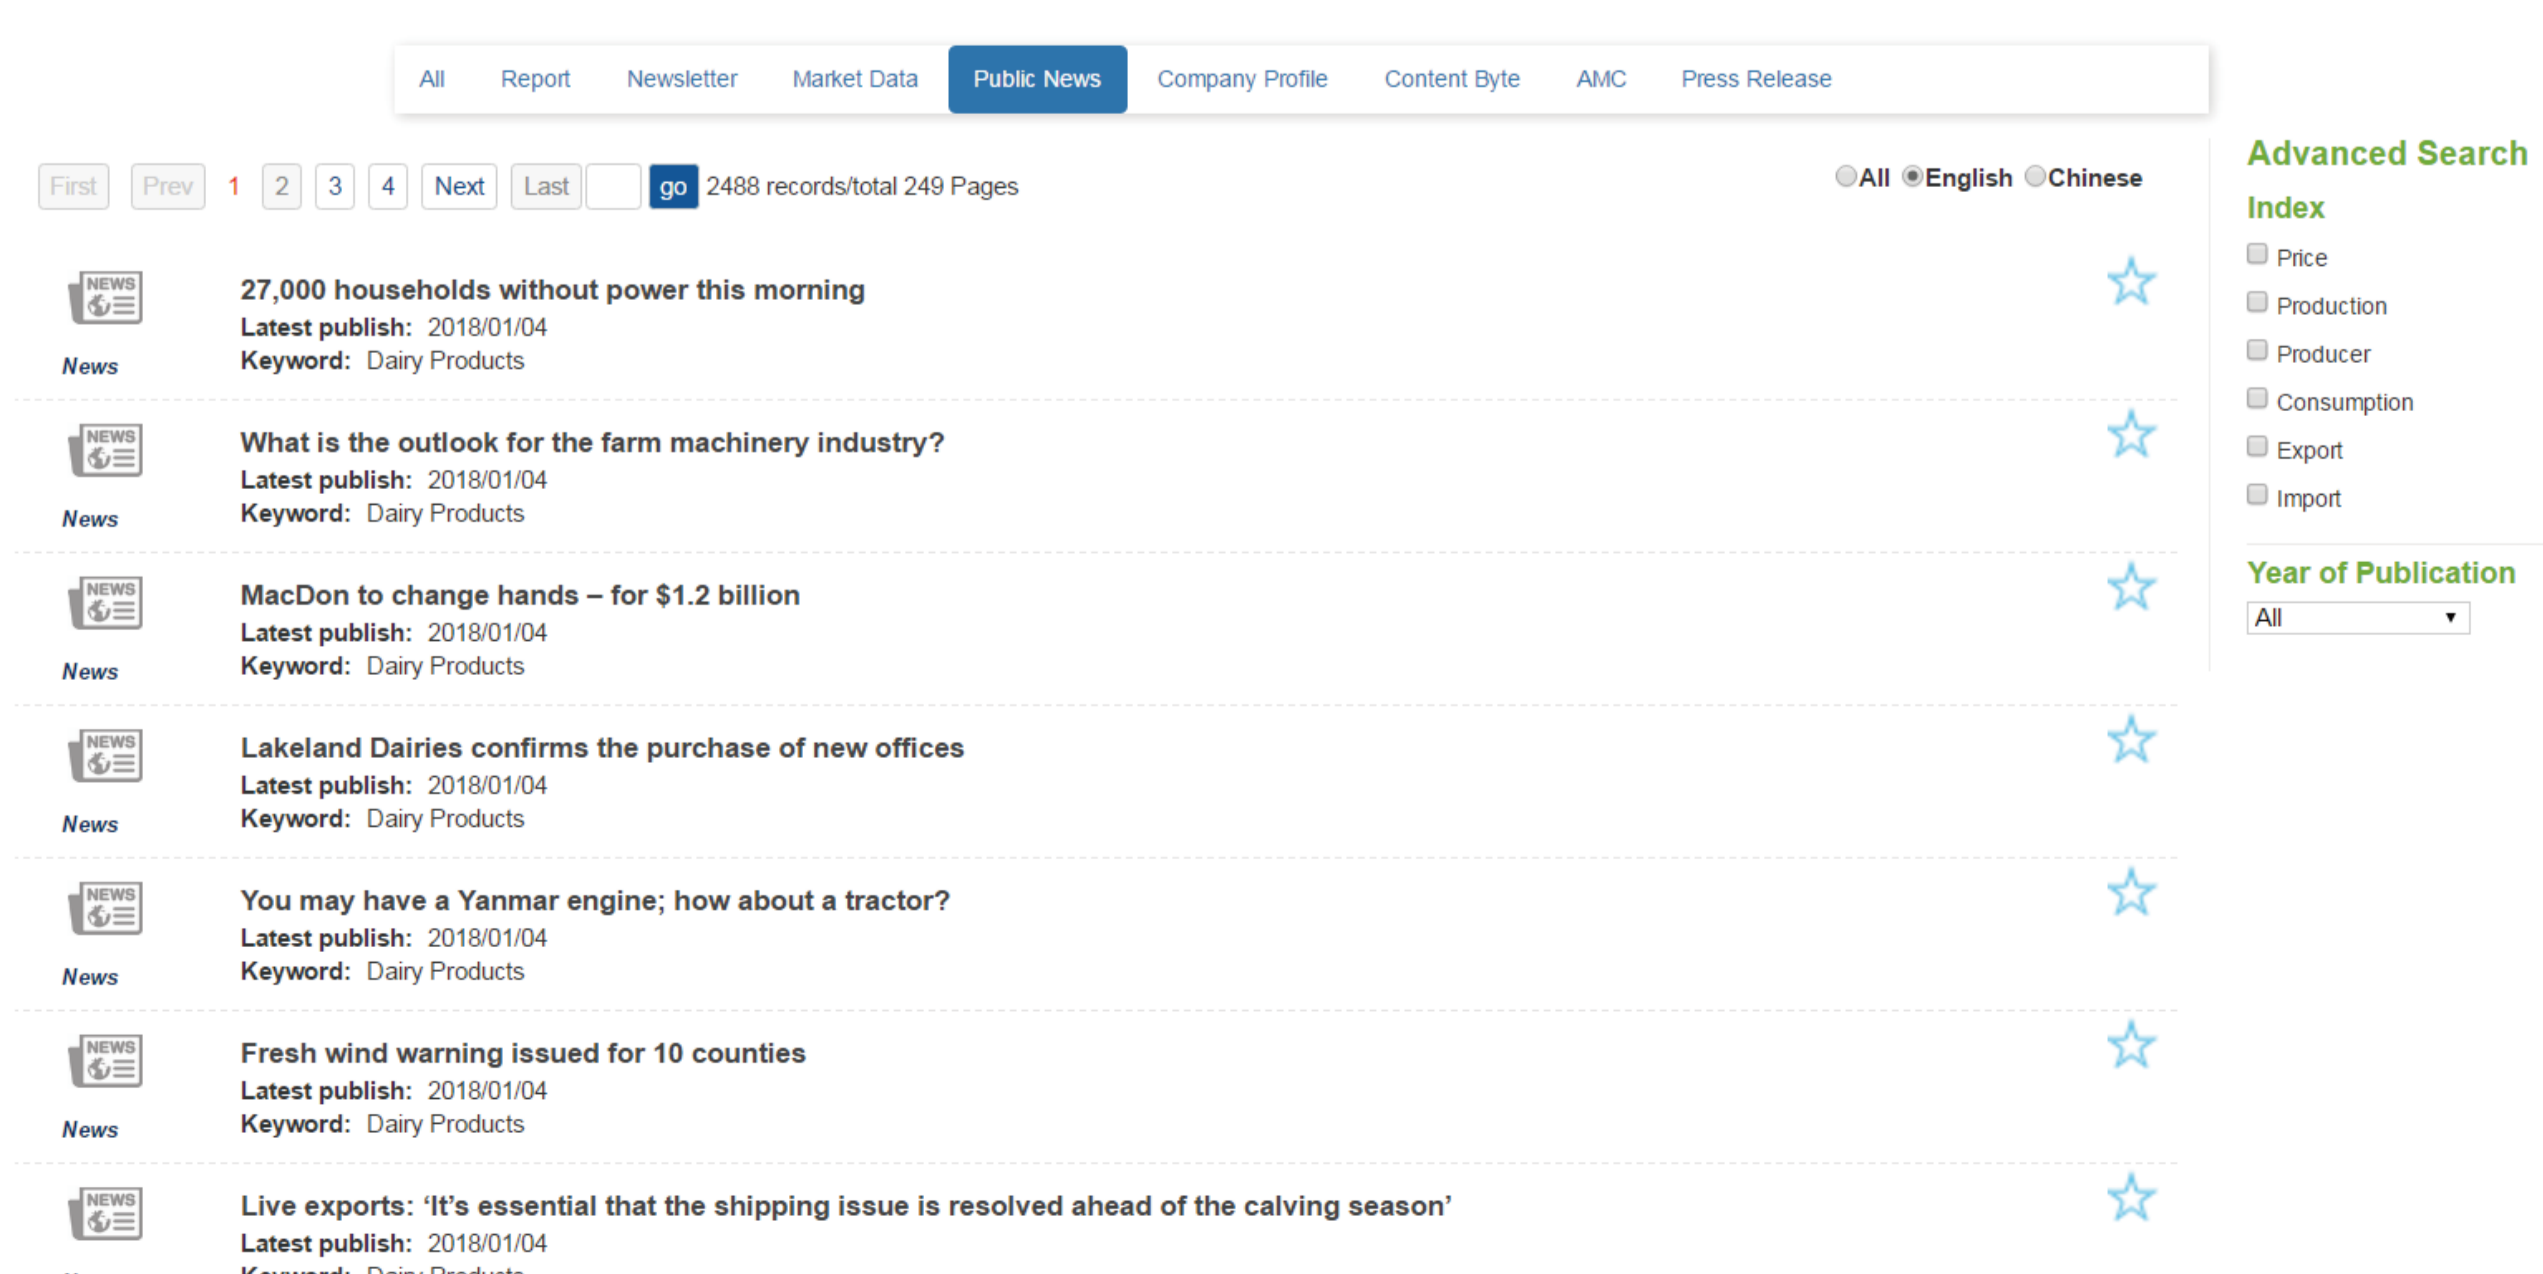 All Report Newsletter Market Data Public News Company Profile Content Byte AMC Press Release
First Prev 1 2 3 4 Next Last go 2488 records/total 249 Pages
All English Chinese
NEWS
News
27,000 households without power this morning
Latest publish: 2018/01/04
Keyword: Dairy Products
NEWS
News
What is the outlook for the farm machinery industry?
Latest publish: 2018/01/04
Keyword: Dairy Products
NEWS
News
MacDon to change hands – for $1.2 billion
Latest publish: 2018/01/04
Keyword: Dairy Products
NEWS
News
Lakeland Dairies confirms the purchase of new offices
Latest publish: 2018/01/04
Keyword: Dairy Products
NEWS
News
You may have a Yanmar engine; how about a tractor?
Latest publish: 2018/01/04
Keyword: Dairy Products
NEWS
News
Fresh wind warning issued for 10 counties
Latest publish: 2018/01/04
Keyword: Dairy Products
NEWS
Live exports: ‘It’s essential that the shipping issue is resolved ahead of the calving season’
Latest publish: 2018/01/04
Keyword: Dairy Products
Advanced Search
Index
Price
Production
Producer
Consumption
Export
Import
Year of Publication
All